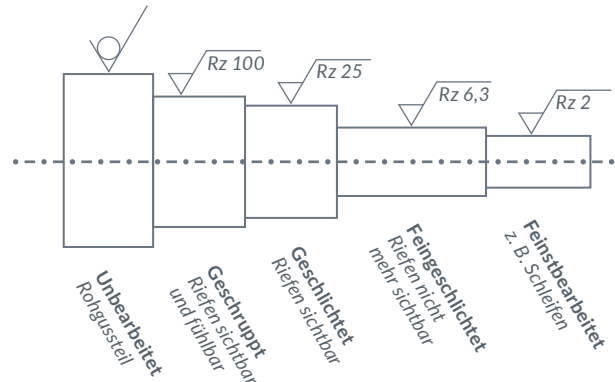 Rz 100
Rz 25
Rz 6,3
Rz 2
Unbearbeitet
Rohgussteil
Geschruppt
Riefen sichtbar
und fühlbar
Geschlichtet
Riefen sichtbar
Feingeschlichtet
Riefen nicht
mehr sichtbar
Feinstbearbeitet
z. B. Schleifen